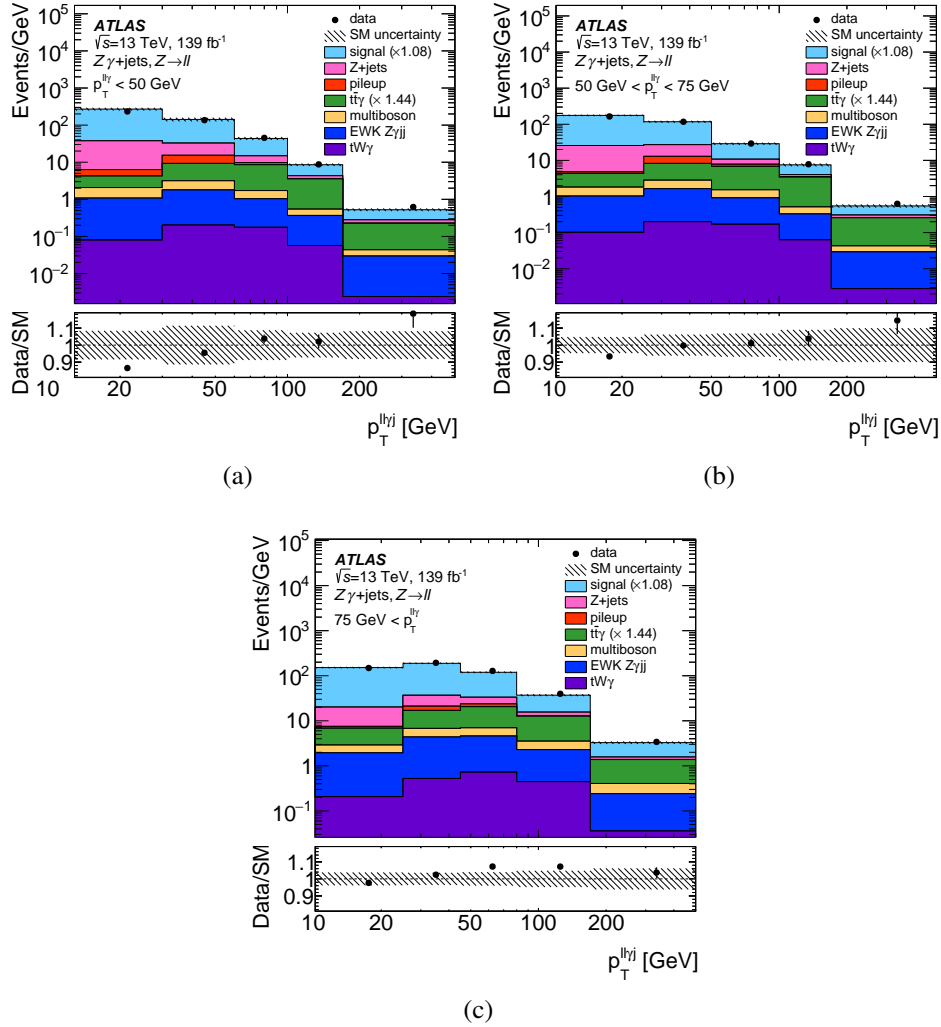 Events/GeV
10⁵
10⁴
10³
10²
10
1
10⁻¹
10⁻²
ATLAS
√s=13 TeV, 139 fb⁻¹
Zγ+jets, Z→ll
p_T^{llγ} < 50 GeV
data
SM uncertainty
signal (×1.08)
Z+jets
pileup
tt̄γ (× 1.44)
multiboson
EWK Zγjj
tWγ
Data/SM
1.1
1
0.9
10 20 100 200
p_T^{llγj} [GeV]
(a)
Events/GeV
10⁵
10⁴
10³
10²
10
1
10⁻¹
10⁻²
ATLAS
√s=13 TeV, 139 fb⁻¹
Zγ+jets, Z→ll
50 GeV < p_T^{llγ} < 75 GeV
data
SM uncertainty
signal (×1.08)
Z+jets
pileup
tt̄γ (× 1.44)
multiboson
EWK Zγjj
tWγ
Data/SM
1.1
1
0.9
10 20 100 200
p_T^{llγj} [GeV]
(b)
Events/GeV
10⁵
10⁴
10³
10²
10
1
10⁻¹
ATLAS
√s=13 TeV, 139 fb⁻¹
Zγ+jets, Z→ll
75 GeV < p_T^{llγ}
data
SM uncertainty
signal (×1.08)
Z+jets
pileup
tt̄γ (× 1.44)
multiboson
EWK Zγjj
tWγ
Data/SM
1.1
1
0.9
10 20 100 200
p_T^{llγj} [GeV]
(c)